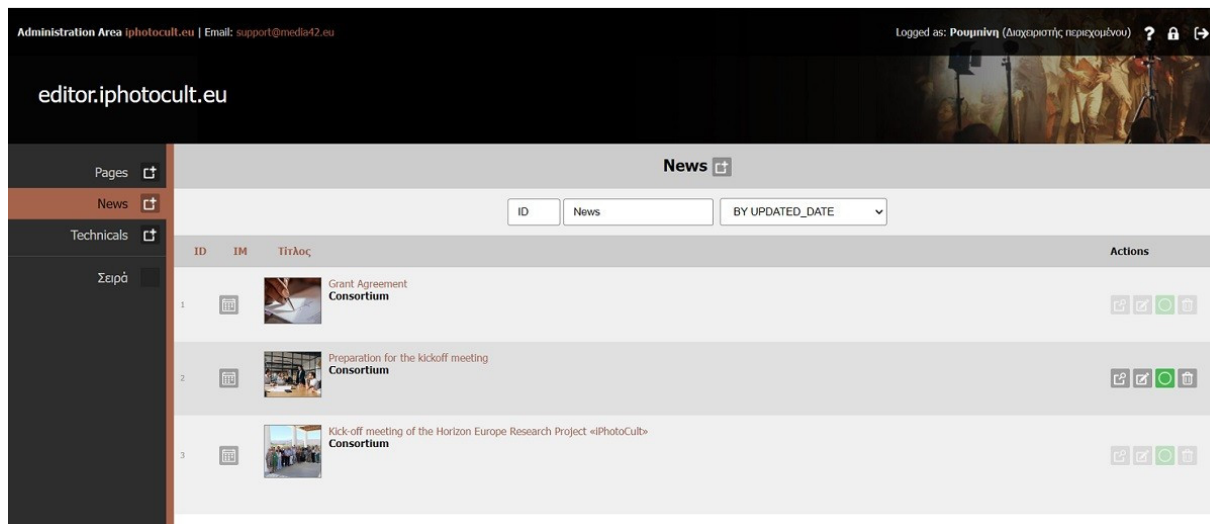 Administration Area iphotocult.eu | Email: support@media42.eu
Logged as: Ρουμπίνη (Διαχειριστής περιεχομένου) ?
editor.iphotocult.eu
Pages
News
Technicals
Σειρά
News
ID News BY UPDATED_DATE
ID IM Τίτλος Actions
1
Grant Agreement
Consortium
2
Preparation for the kickoff meeting
Consortium
3
Kick-off meeting of the Horizon Europe Research Project «iPhotoCult»
Consortium